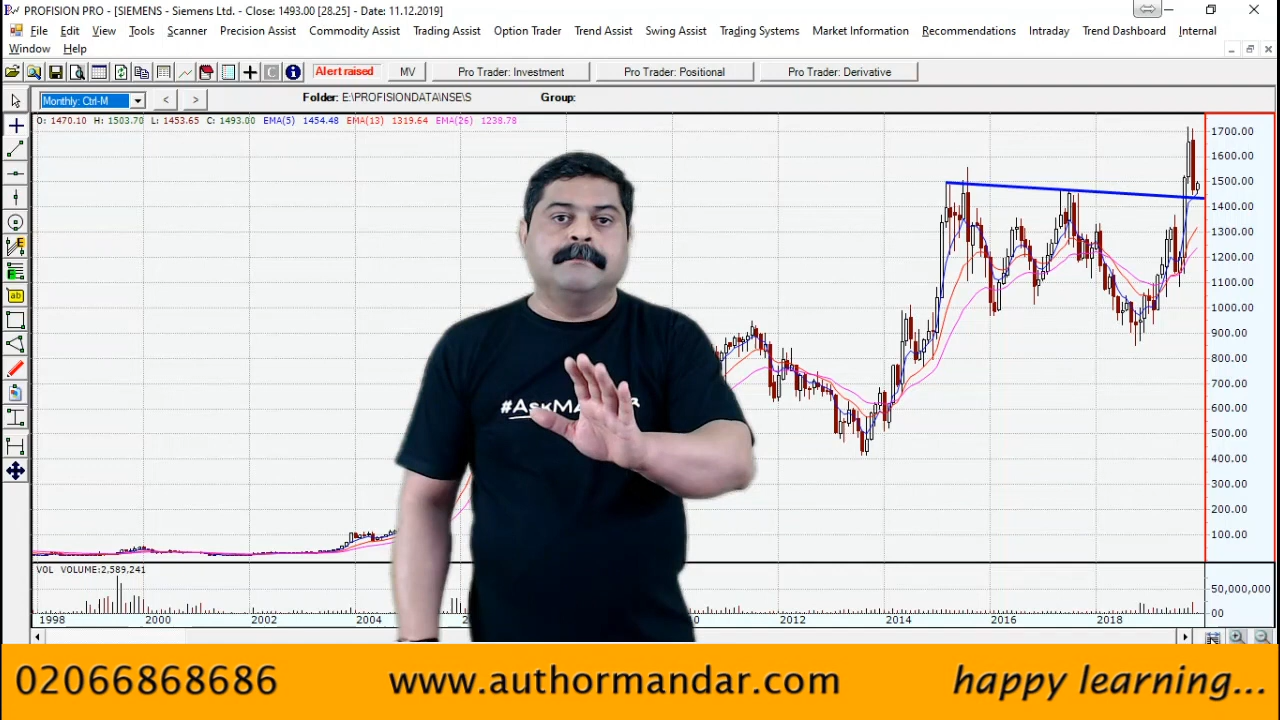 PROFISION PRO - [SIEMENS - Siemens Ltd. - Close: 1493.00 [28.25] - Date: 11.12.2019]
File Edit View Tools Scanner Precision Assist Commodity Assist Trading Assist Option Trader Trend Assist Swing Assist Trading Systems Market Information Recommendations Intraday Trend Dashboard Internal
Window Help
Alert raised MV Pro Trader: Investment Pro Trader: Positional Pro Trader: Derivative
Monthly: Ctrl-M < > Folder: E:\PROFISIONDATA\NSE\S Group:
O: 1470.10 H: 1503.70 L: 1453.65 C: 1493.00 EMA(5) 1454.48 EMA(13) 1319.64 EMA(26) 1238.78
1700.00
1600.00
1500.00
1400.00
1300.00
1200.00
1100.00
1000.00
900.00
800.00
700.00
600.00
500.00
400.00
300.00
200.00
100.00
#AskMA
VOL VOLUME:2,589,241
50,000,000
00
1998 2000 2002 2004 2012 2014 2016 2018
02066868686 www.authormandar.com happy learning...